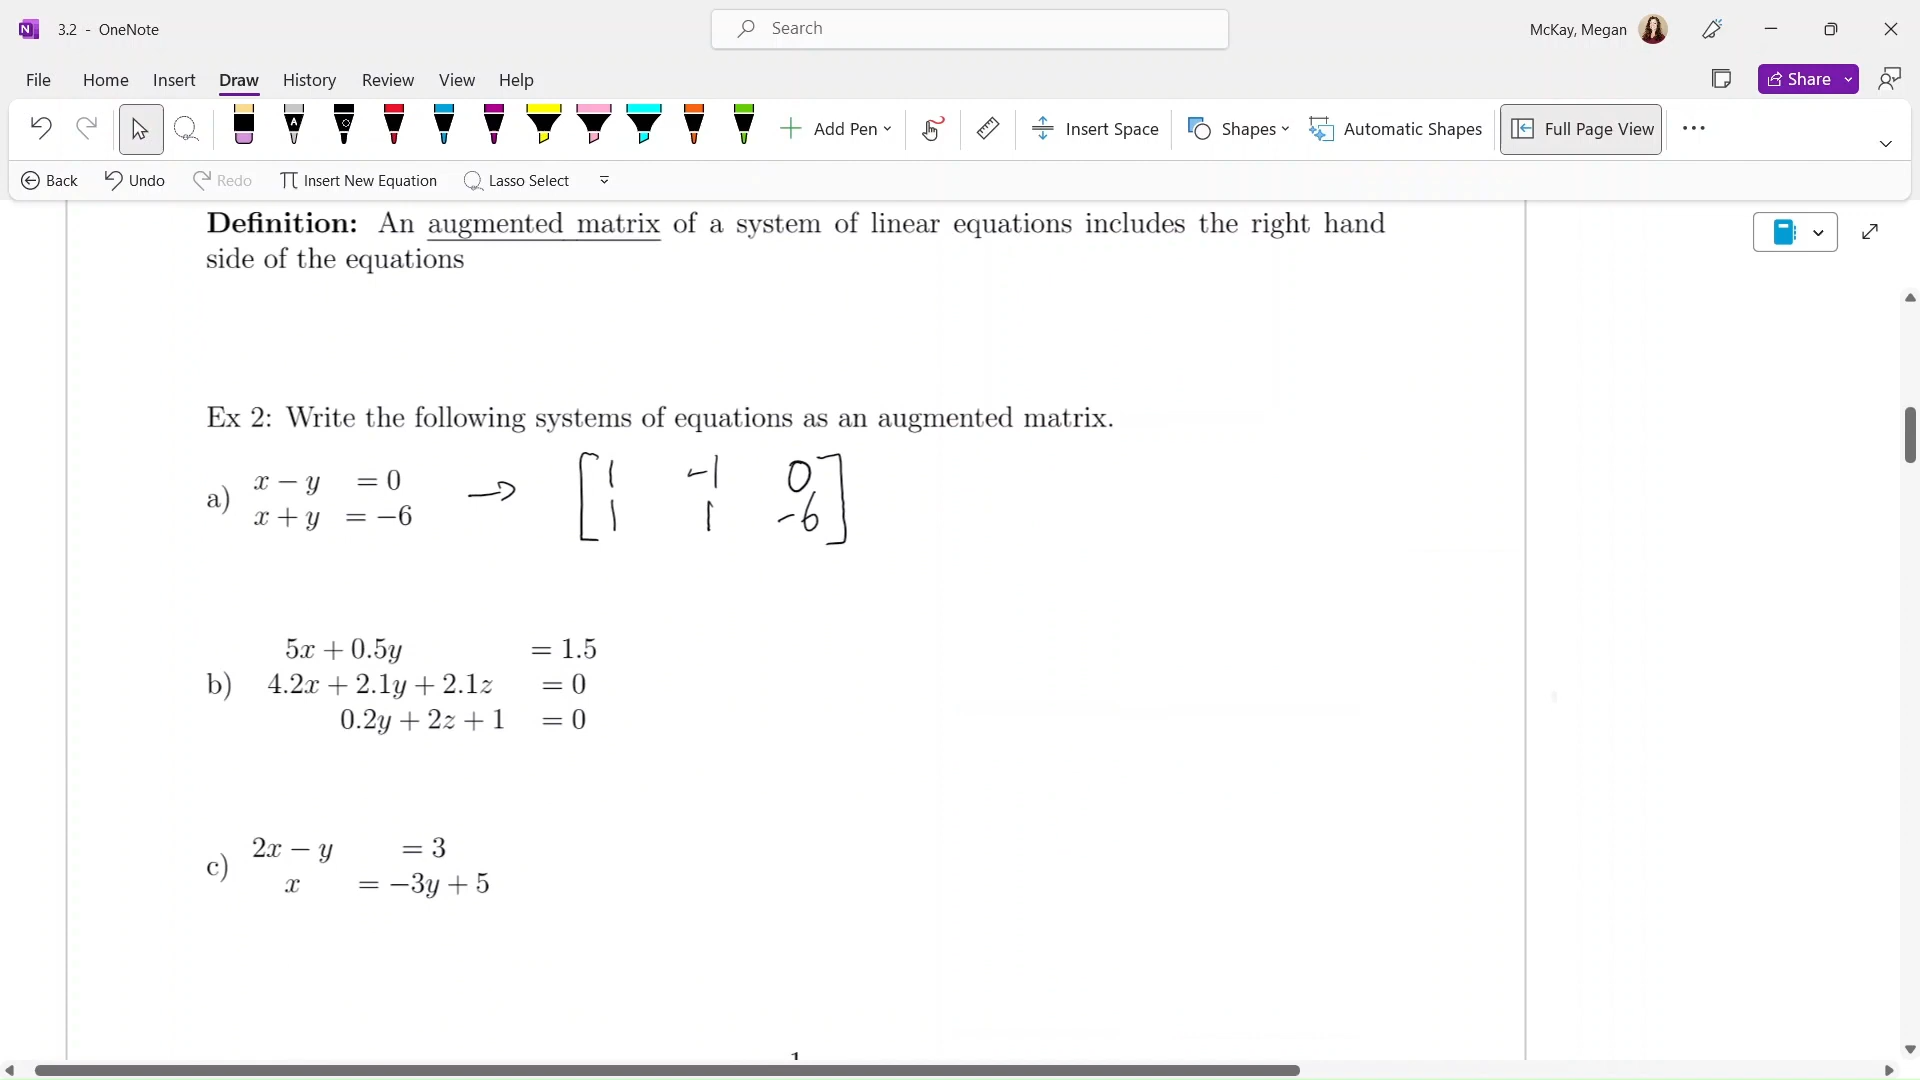 3.2 - OneNote
Search
McKay, Megan
File Home Insert Draw History Review View Help
Share
Add Pen Insert Space Shapes Automatic Shapes Full Page View
Back Undo Redo Insert New Equation Lasso Select
Definition: An augmented matrix of a system of linear equations includes the right hand
side of the equations
Ex 2: Write the following systems of equations as an augmented matrix.
a) x − y = 0
x + y = −6
→ [1 -1 0
1 1 -6]
5x + 0.5y = 1.5
b) 4.2x + 2.1y + 2.1z = 0
0.2y + 2z + 1 = 0
c) 2x − y = 3
x = −3y + 5